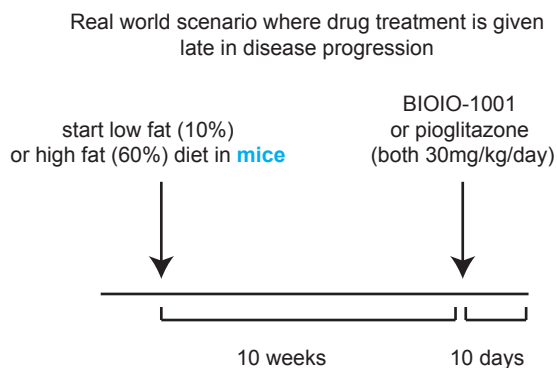 Real world scenario where drug treatment is given
late in disease progression
BIOIO-1001
or pioglitazone
(both 30mg/kg/day)
start low fat (10%)
or high fat (60%) diet in mice
10 weeks
10 days